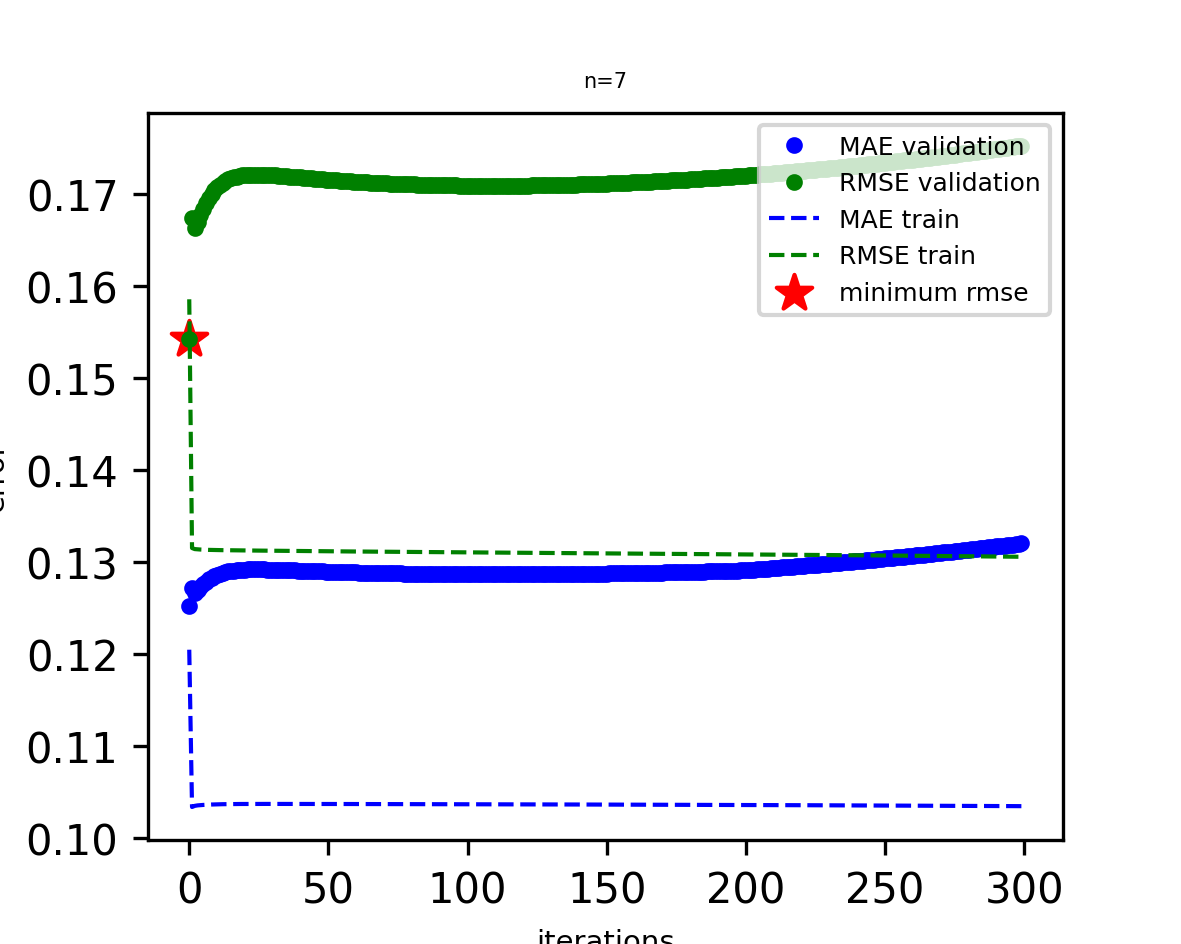 n=7
MAE validation
RMSE validation
MAE train
RMSE train
minimum rmse
0.17
0.16
0.15
0.14
0.13
0.12
0.11
0.10
0 50 100 150 200 250 300
iterations